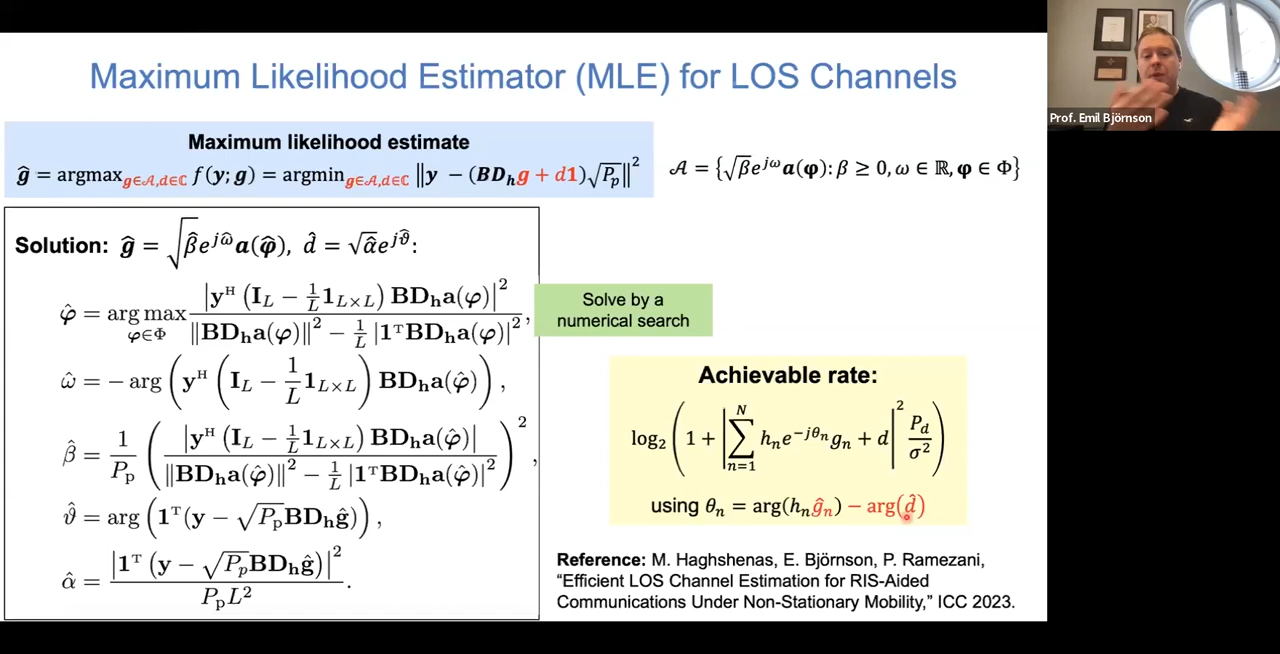 Maximum Likelihood Estimator (MLE) for LOS Channels
Prof. Emil Björnson
Maximum likelihood estimate
ĝ = argmax_{g∈𝒜,d∈ℂ} f(y; g) = argmin_{g∈𝒜,d∈ℂ} ‖y − (BD_h g + d1)√P_p‖²
𝒜 = {√β e^{jω} a(φ): β ≥ 0, ω ∈ ℝ, φ ∈ Φ}
Solution: ĝ = √β̂ e^{jω̂} a(φ̂), d̂ = √α̂ e^{jϑ̂}:
φ̂ = arg max_{φ∈Φ} |y^H (I_L − 1/L 1_{L×L}) BD_h a(φ)|² / (‖BD_h a(φ)‖² − 1/L |1^T BD_h a(φ)|²),
ω̂ = − arg (y^H (I_L − 1/L 1_{L×L}) BD_h a(φ̂)),
β̂ = 1/P_p (|y^H (I_L − 1/L 1_{L×L}) BD_h a(φ̂)| / (‖BD_h a(φ̂)‖² − 1/L |1^T BD_h a(φ̂)|²))²,
ϑ̂ = arg (1^T (y − √P_p BD_h ĝ)),
α̂ = |1^T (y − √P_p BD_h ĝ)|² / (P_p L²).
Solve by a
numerical search
Achievable rate:
log₂ (1 + |∑_{n=1}^{N} h_n e^{−jθ_n} g_n + d|² P_d/σ²)
using θ_n = arg(h_n ĝ_n) − arg(d̂)
Reference: M. Haghshenas, E. Björnson, P. Ramezani,
“Efficient LOS Channel Estimation for RIS-Aided
Communications Under Non-Stationary Mobility,” ICC 2023.